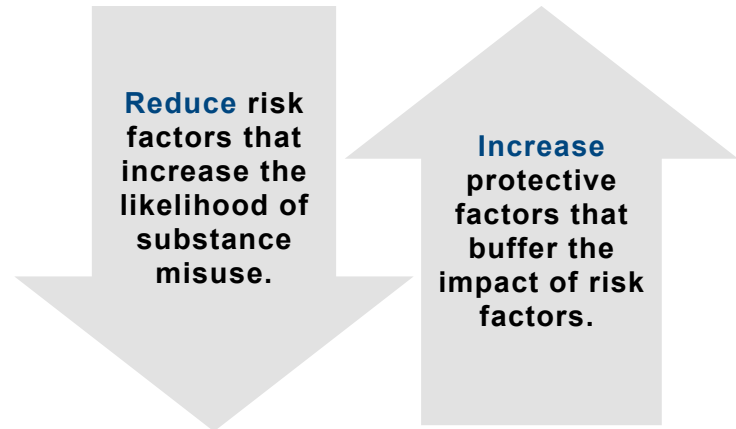 Reduce risk
factors that
increase the
likelihood of
substance
misuse.
Increase
protective
factors that
buffer the
impact of risk
factors.